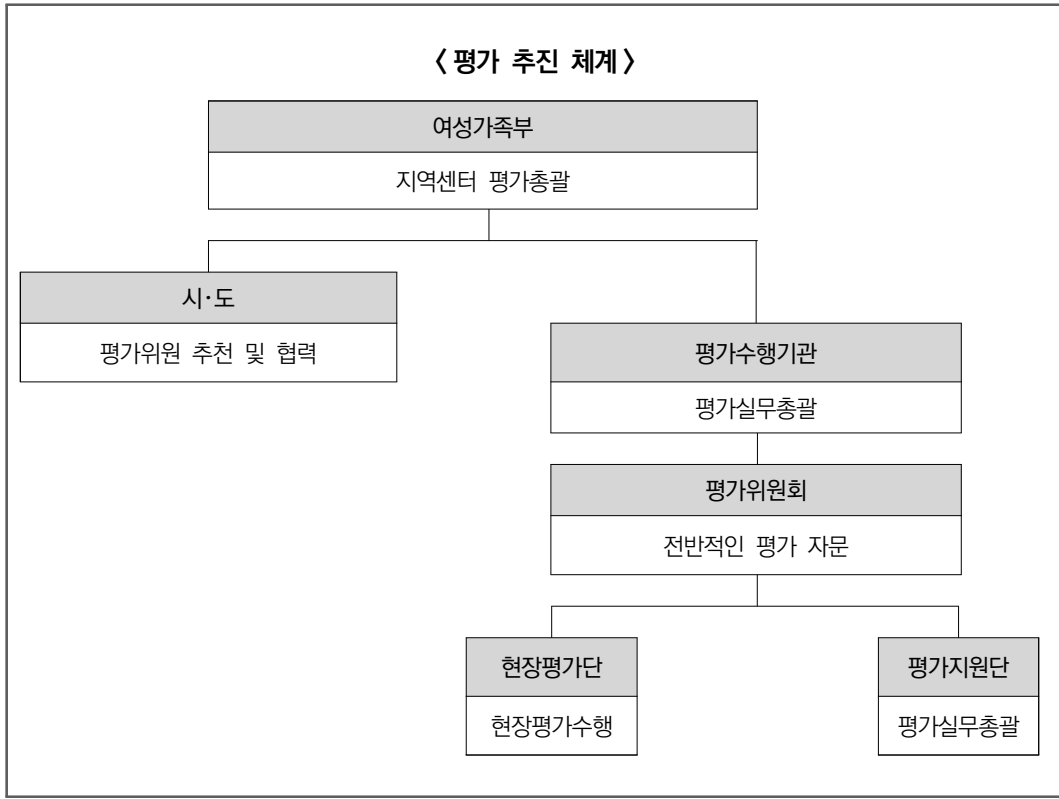 〈 평가 추진 체계 〉
여성가족부
지역센터 평가총괄
시·도
평가위원 추천 및 협력
평가수행기관
평가실무총괄
평가위원회
전반적인 평가 자문
현장평가단
현장평가수행
평가지원단
평가실무총괄